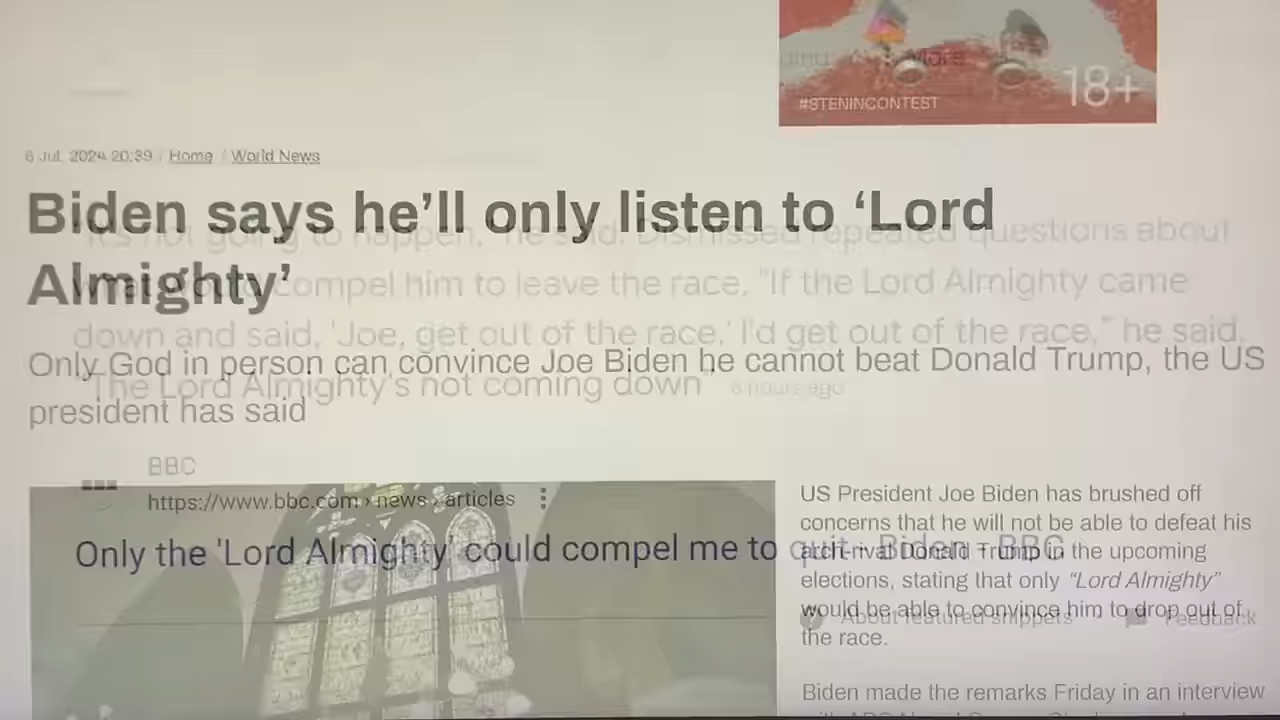 More
18+
#STENINCONTEST
6 Jul, 2024 20:39 / Home / World News
Biden says he’ll only listen to ‘Lord
Almighty’
"It's not going to happen," he said. Dismissed repeated questions about
what would compel him to leave the race. "If the Lord Almighty came
down and said, 'Joe, get out of the race,' I'd get out of the race," he said.
"The Lord Almighty's not coming down" 8 hours ago
Only God in person can convince Joe Biden he cannot beat Donald Trump, the US
president has said
BBC
https://www.bbc.com › news › articles
Only the 'Lord Almighty' could compel me to quit - Biden - BBC
About featured snippets
Feedback
US President Joe Biden has brushed off
concerns that he will not be able to defeat his
arch-rival Donald Trump in the upcoming
elections, stating that only “Lord Almighty”
would be able to convince him to drop out of
the race.
Biden made the remarks Friday in an interview